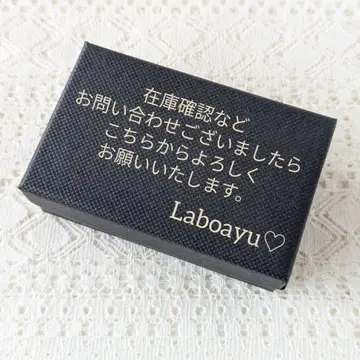 在庫確認など
お問い合わせございましたら
こちらからよろしく
お願いいたします。
Laboayu♡